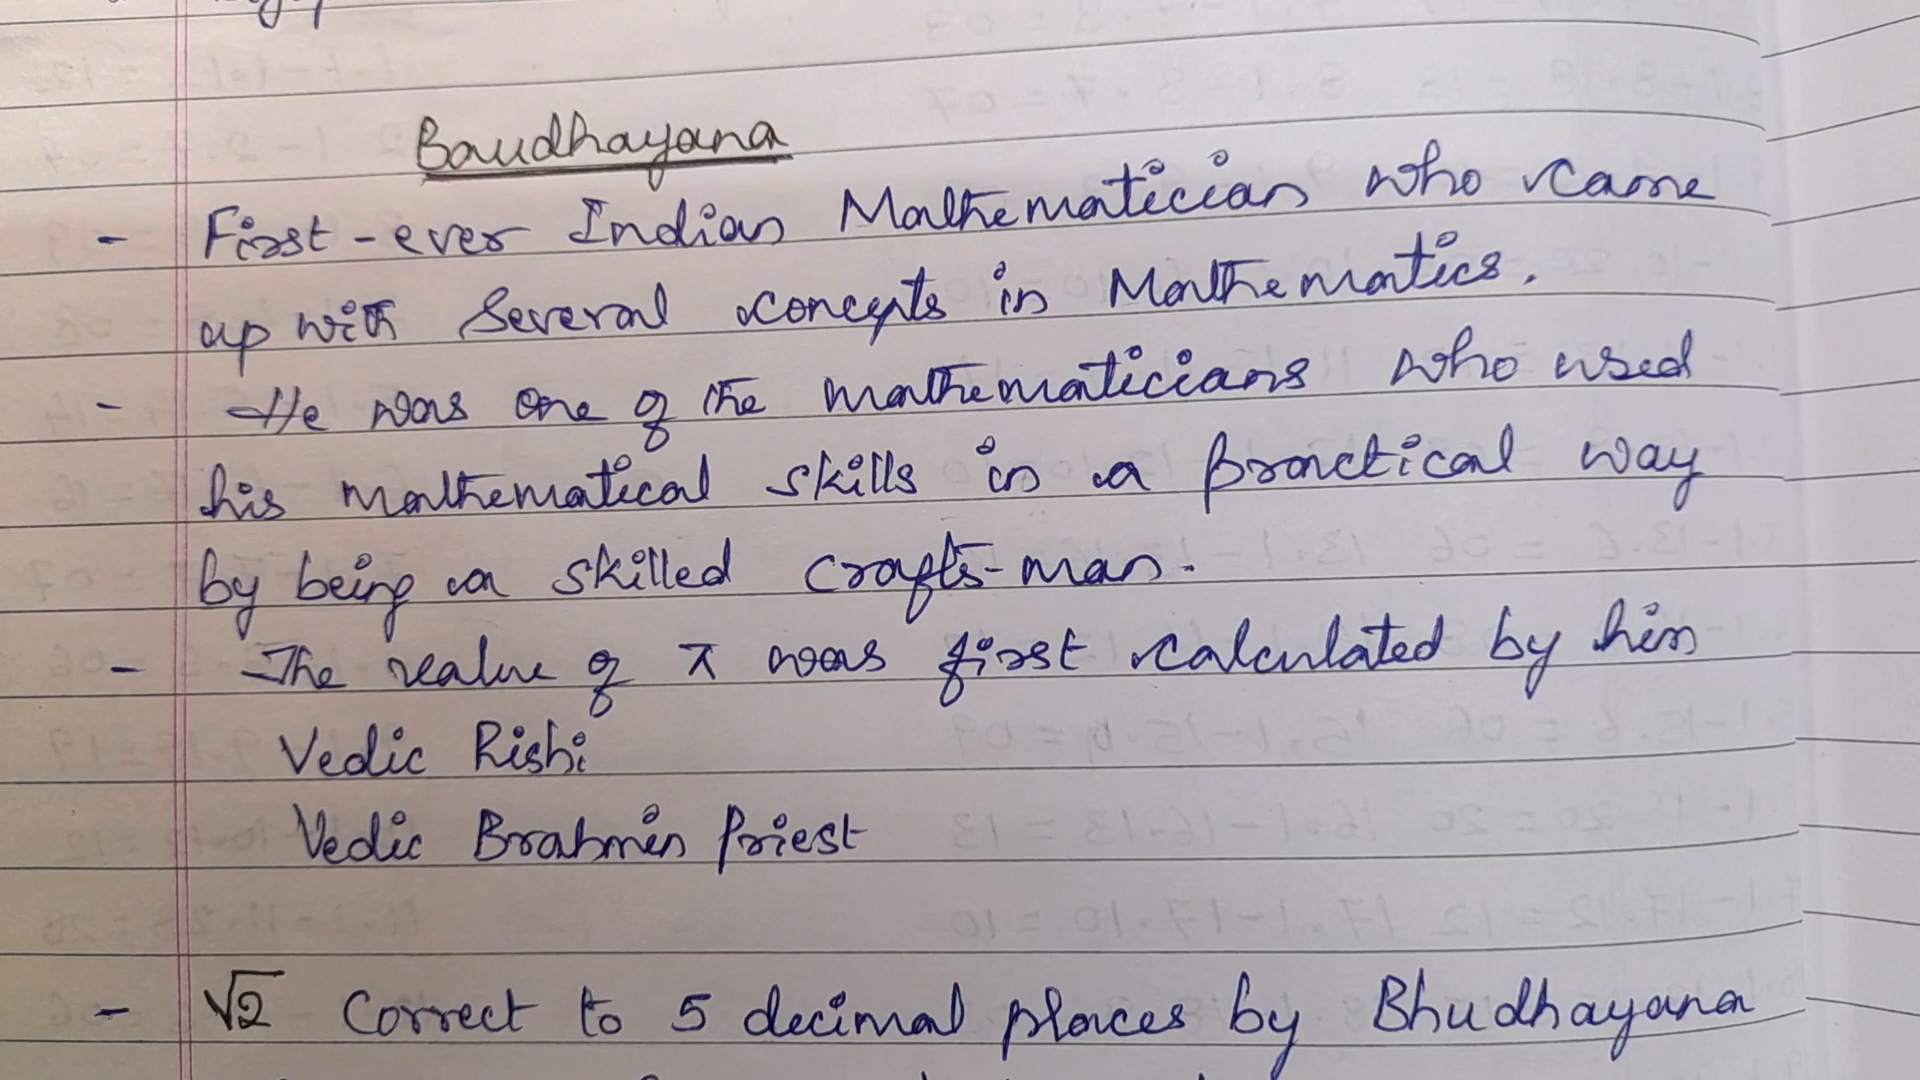 Baudhayana
- First-ever Indian Mathematician who came
up with several concepts in Mathematics.
- He was one of the mathematicians who used
his mathematical skills in a practical way
by being a skilled crafts-man.
- The value of π was first calculated by him
Vedic Rishi
Vedic Brahmin Priest
- √2 Correct to 5 decimal places by Bhudhayana